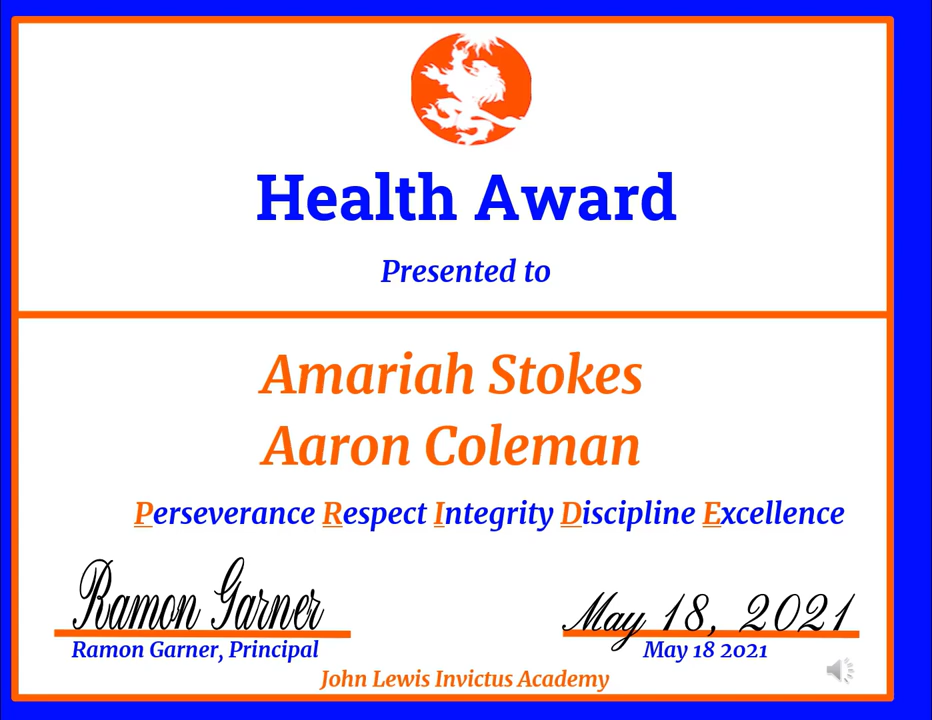 Health Award
Presented to
Amariah Stokes
Aaron Coleman
Perseverance Respect Integrity Discipline Excellence
Ramon Garner
May 18, 2021
Ramon Garner, Principal
May 18 2021
John Lewis Invictus Academy